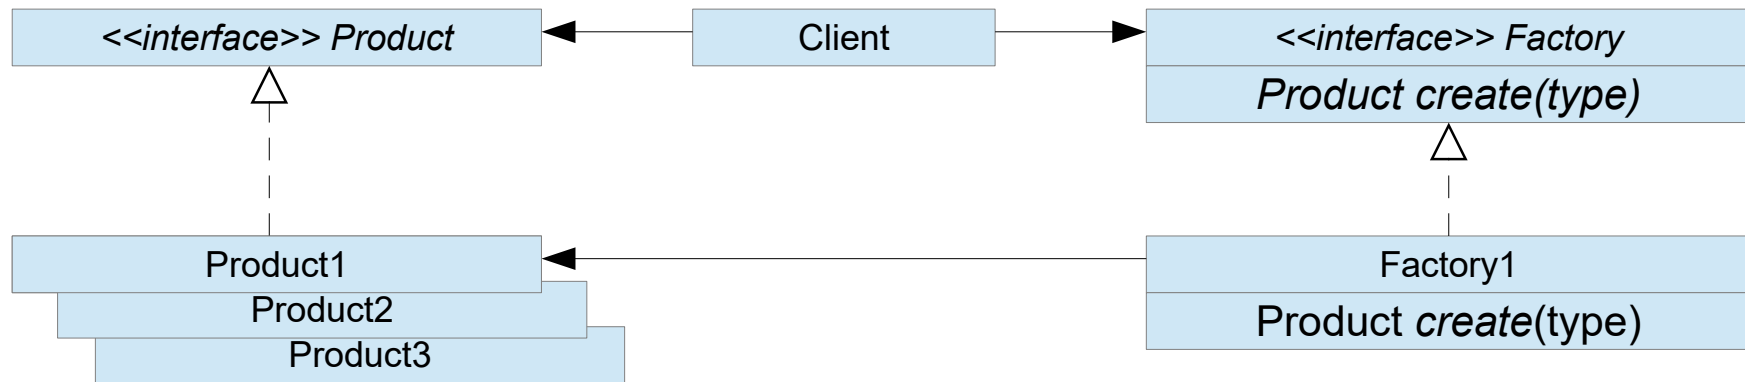 <<interface>> Product
Client
<<interface>> Factory
Product create(type)
Product1
Product2
Product3
Factory1
Product create(type)